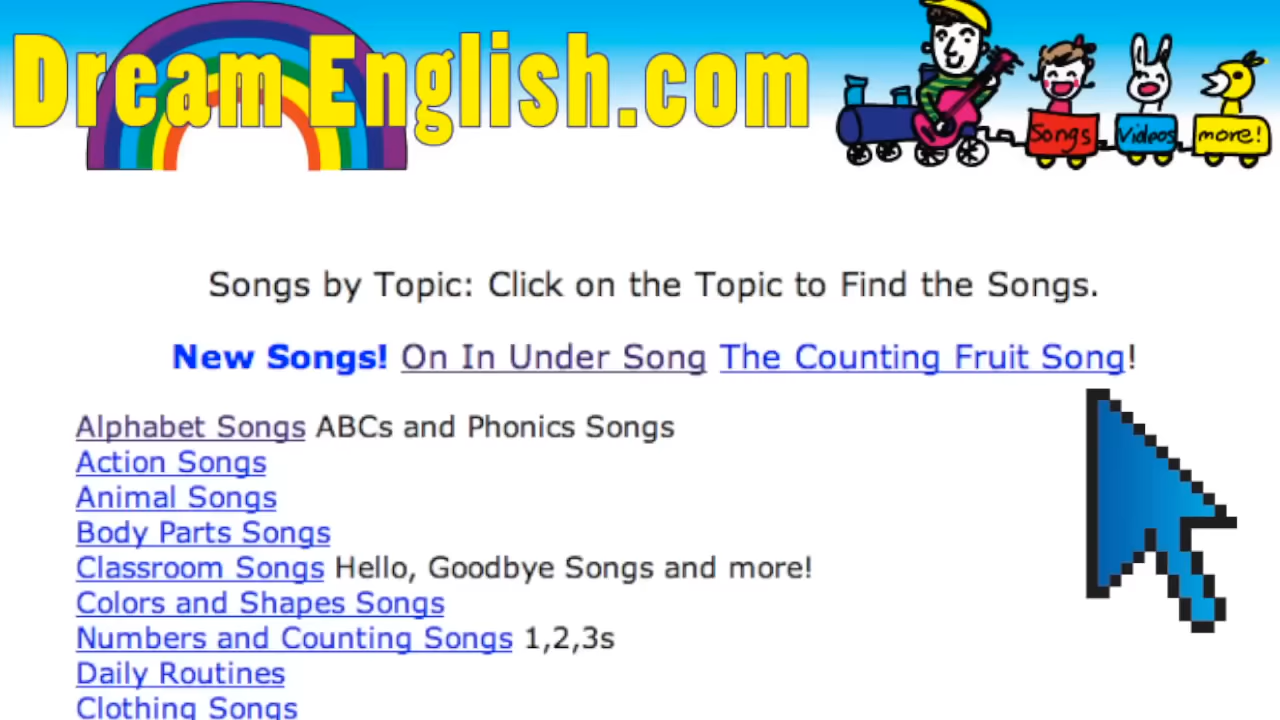 DreamEnglish.com
Songs Videos more!
Songs by Topic: Click on the Topic to Find the Songs.
New Songs! On In Under Song The Counting Fruit Song!
Alphabet Songs ABCs and Phonics Songs
Action Songs
Animal Songs
Body Parts Songs
Classroom Songs Hello, Goodbye Songs and more!
Colors and Shapes Songs
Numbers and Counting Songs 1,2,3s
Daily Routines
Clothing Songs